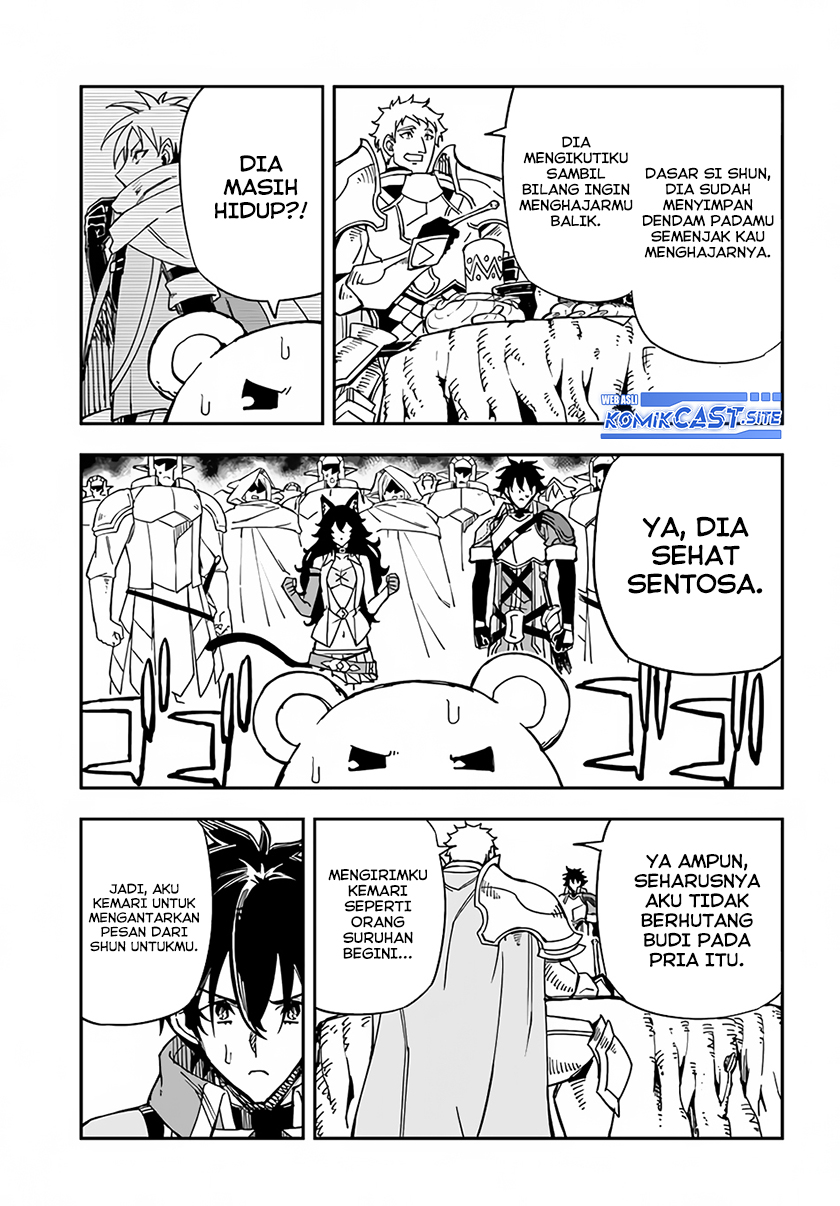 DASAR SI SHUN,
DIA SUDAH
MENYIMPAN
DENDAM PADAMU
SEMENJAK KAU
MENGHAJARNYA.
DIA
MENGIKUTIKU
SAMBIL
BILANG INGIN
MENGHAJARMU
BALIK.
DIA
MASIH
HIDUP?!
WEB ASLI
KOMIKCAST.SITE
YA, DIA
SEHAT
SENTOSA.
YA AMPUN,
SEHARUSNYA
AKU TIDAK
BERHUTANG
BUDI PADA
PRIA ITU.
MENGIRIMKU
KEMARI
SEPERTI
ORANG
SURUHAN
BEGINI...
JADI, AKU
KEMARI UNTUK
MENGANTARKAN
PESAN DARI
SHUN UNTUKMU.